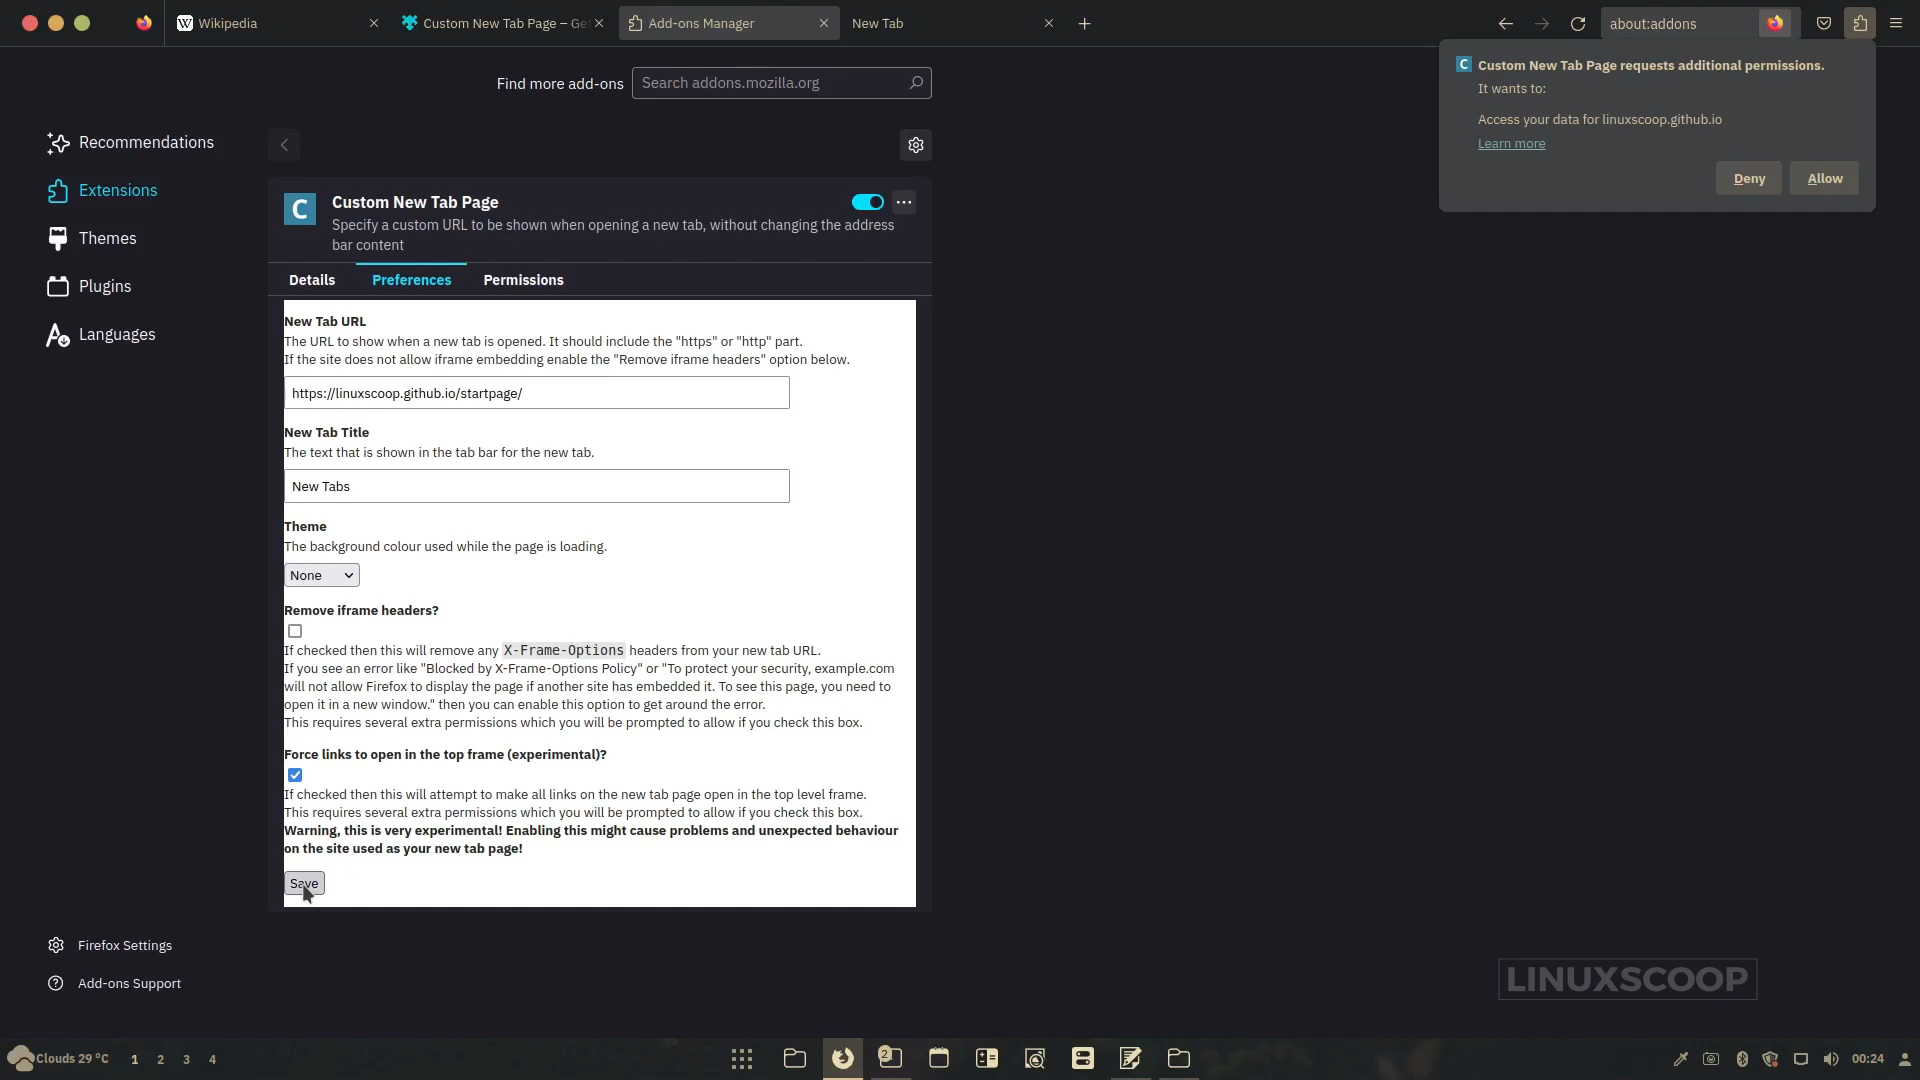 Wikipedia
Custom New Tab Page – Ge
Add-ons Manager
New Tab
about:addons
C
Custom New Tab Page requests additional permissions.
It wants to:
Access your data for linuxscoop.github.io
Learn more
Deny
Allow
Find more add-ons
Search addons.mozilla.org
Recommendations
Extensions
Themes
Plugins
Languages
C
Custom New Tab Page
Specify a custom URL to be shown when opening a new tab, without changing the address
bar content
Details
Preferences
Permissions
New Tab URL
The URL to show when a new tab is opened. It should include the "https" or "http" part.
If the site does not allow iframe embedding enable the "Remove iframe headers" option below.
https://linuxscoop.github.io/startpage/
New Tab Title
The text that is shown in the tab bar for the new tab.
New Tabs
Theme
The background colour used while the page is loading.
None
Remove iframe headers?
If checked then this will remove any X-Frame-Options headers from your new tab URL.
If you see an error like "Blocked by X-Frame-Options Policy" or "To protect your security, example.com
will not allow Firefox to display the page if another site has embedded it. To see this page, you need to
open it in a new window." then you can enable this option to get around the error.
This requires several extra permissions which you will be prompted to allow if you check this box.
Force links to open in the top frame (experimental)?
If checked then this will attempt to make all links on the new tab page open in the top level frame.
This requires several extra permissions which you will be prompted to allow if you check this box.
Warning, this is very experimental! Enabling this might cause problems and unexpected behaviour
on the site used as your new tab page!
Save
Firefox Settings
Add-ons Support
LINUXSCOOP
Clouds 29 °C
1 2 3 4
2
00:24